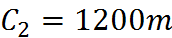 C₂ = 1200m